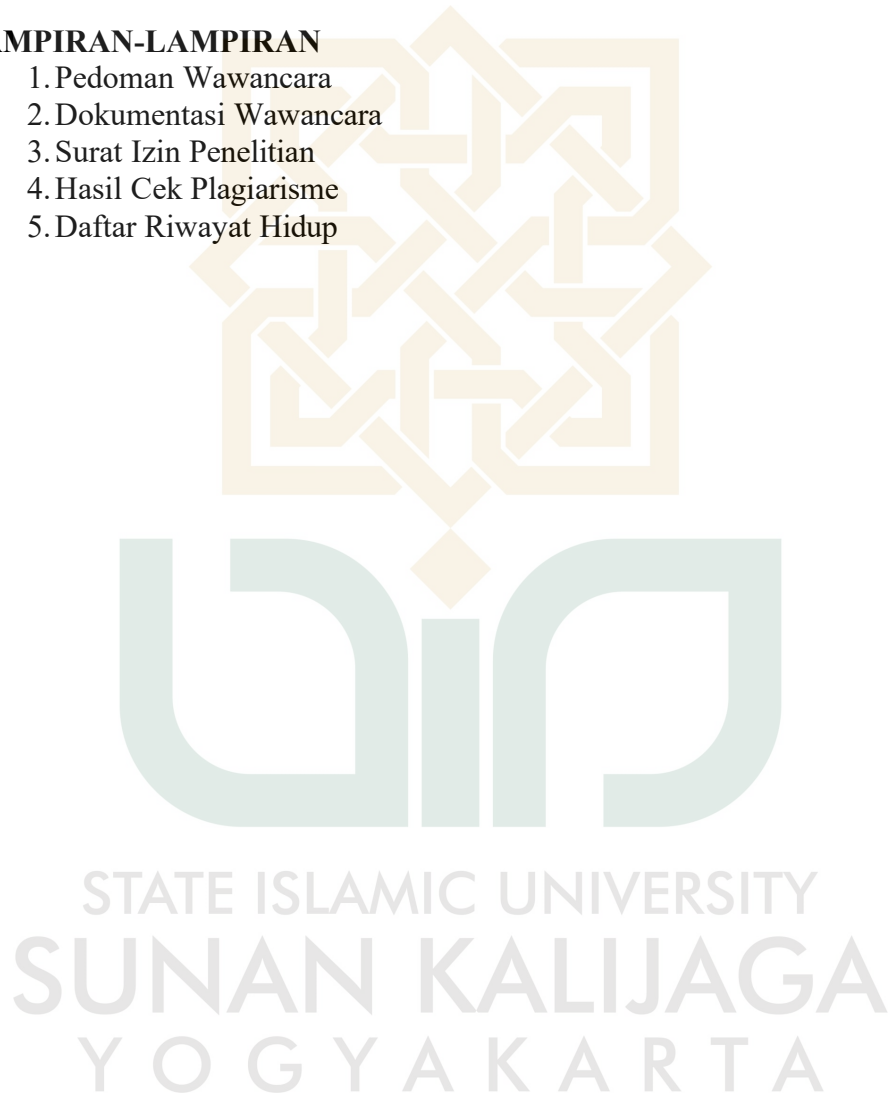 AMPIRAN-LAMPIRAN
1. Pedoman Wawancara
2. Dokumentasi Wawancara
3. Surat Izin Penelitian
4. Hasil Cek Plagiarisme
5. Daftar Riwayat Hidup
STATE ISLAMIC UNIVERSITY
SUNAN KALIJAGA
YOGYAKARTA